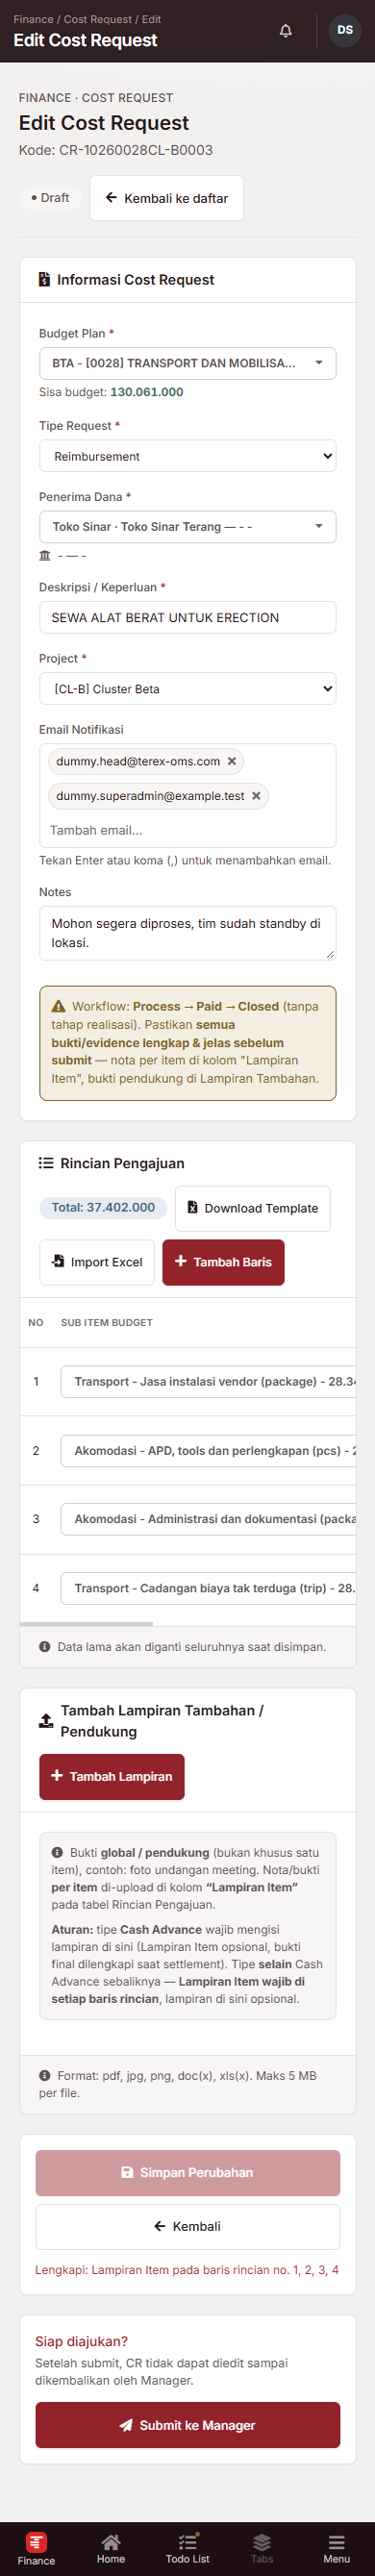 Finance / Cost Request / Edit
Edit Cost Request
DS
FINANCE · COST REQUEST
Edit Cost Request
Kode: CR-10260028CL-B0003
• Draft
← Kembali ke daftar
Informasi Cost Request
Budget Plan *
BTA - [0028] TRANSPORT DAN MOBILISA...
Sisa budget: 130.061.000
Tipe Request *
Reimbursement
Penerima Dana *
Toko Sinar · Toko Sinar Terang — - -
- — -
Deskripsi / Keperluan *
SEWA ALAT BERAT UNTUK ERECTION
Project *
[CL-B] Cluster Beta
Email Notifikasi
dummy.head@terex-oms.com ×
dummy.superadmin@example.test ×
Tambah email...
Tekan Enter atau koma (,) untuk menambahkan email.
Notes
Mohon segera diproses, tim sudah standby di
lokasi.
Workflow: Process → Paid → Closed (tanpa
tahap realisasi). Pastikan semua
bukti/evidence lengkap & jelas sebelum
submit — nota per item di kolom "Lampiran
Item", bukti pendukung di Lampiran Tambahan.
Rincian Pengajuan
Total: 37.402.000
Download Template
Import Excel
+ Tambah Baris
NO SUB ITEM BUDGET
1 Transport - Jasa instalasi vendor (package) - 28.34
2 Akomodasi - APD, tools dan perlengkapan (pcs) - 2
3 Akomodasi - Administrasi dan dokumentasi (packa
4 Transport - Cadangan biaya tak terduga (trip) - 28.
Data lama akan diganti seluruhnya saat disimpan.
Tambah Lampiran Tambahan /
Pendukung
+ Tambah Lampiran
Bukti global / pendukung (bukan khusus satu
item), contoh: foto undangan meeting. Nota/bukti
per item di-upload di kolom “Lampiran Item”
pada tabel Rincian Pengajuan.
Aturan: tipe Cash Advance wajib mengisi
lampiran di sini (Lampiran Item opsional, bukti
final dilengkapi saat settlement). Tipe selain Cash
Advance sebaliknya — Lampiran Item wajib di
setiap baris rincian, lampiran di sini opsional.
Format: pdf, jpg, png, doc(x), xls(x). Maks 5 MB
per file.
Simpan Perubahan
← Kembali
Lengkapi: Lampiran Item pada baris rincian no. 1, 2, 3, 4
Siap diajukan?
Setelah submit, CR tidak dapat diedit sampai
dikembalikan oleh Manager.
Submit ke Manager
Finance
Home
Todo List
Tabs
Menu